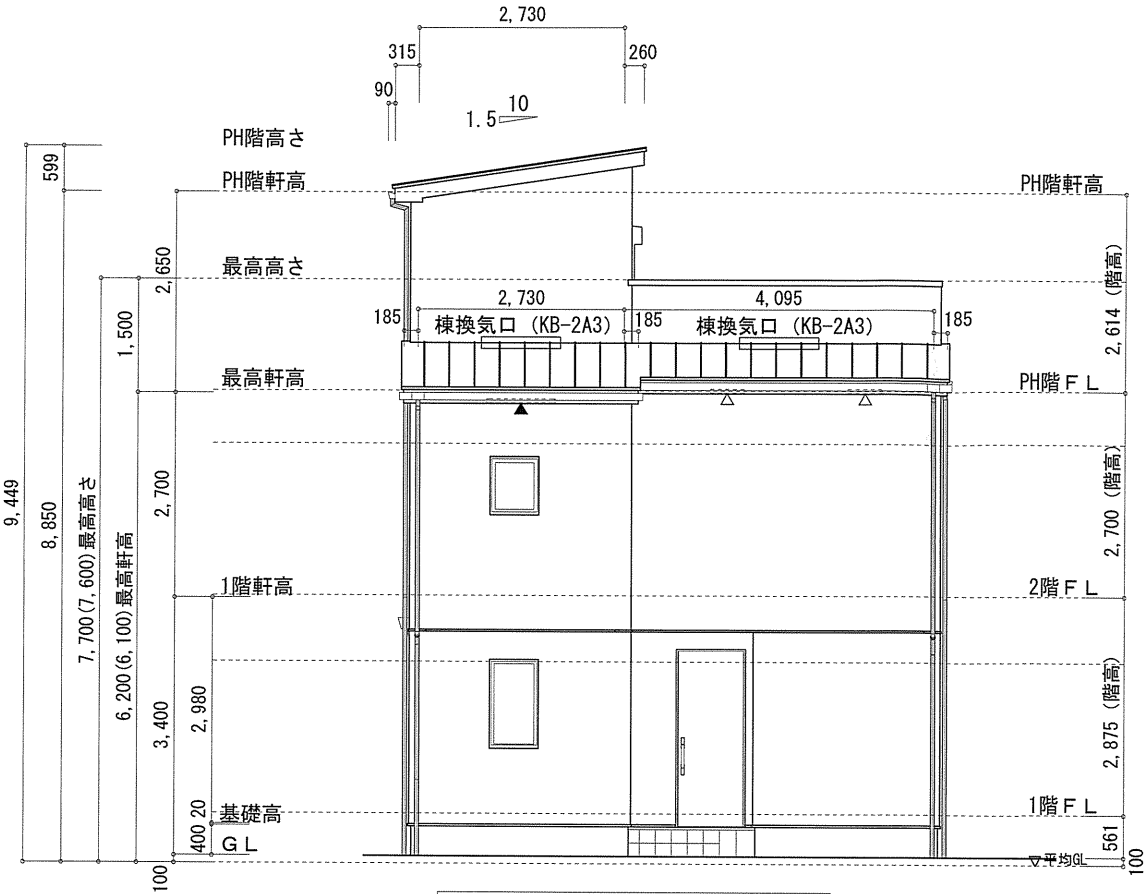 2,730
315
260
90
10
1.5
PH階高さ
599
PH階軒高
PH階軒高
2,650
最高高さ
2,614 (階高)
2,730
4,095
1,500
185
棟換気口 (KB-2A3)
185
棟換気口 (KB-2A3)
185
最高軒高
PH階FL
9,449
8,850
7,700(7,600)最高高さ
6,200(6,100)最高軒高
2,700
2,700 (階高)
1階軒高
2階FL
3,400
2,980
2,875 (階高)
20
基礎高
1階FL
400
GL
561
平均GL
100
100